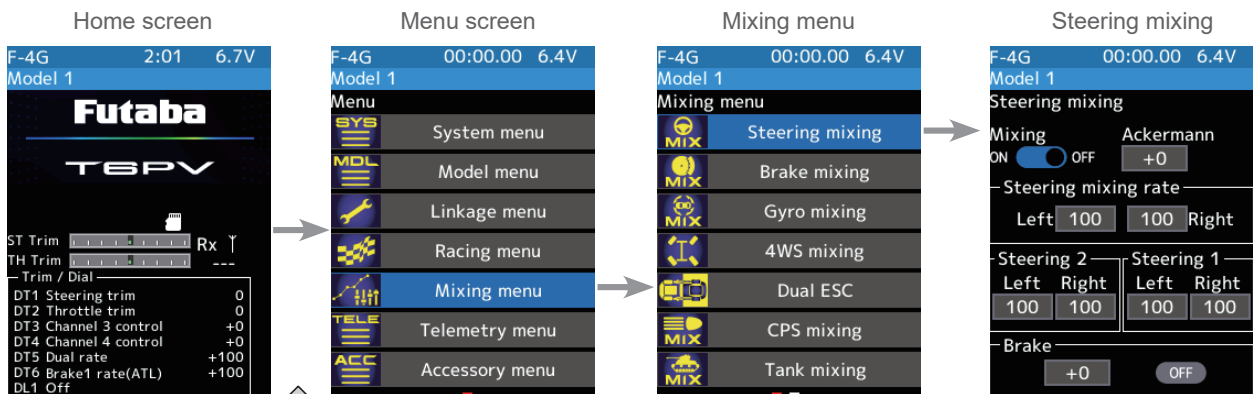 Home screen
F-4G 2:01 6.7V
Model 1
Futaba
T6PV
ST Trim Rx
TH Trim ---
Trim / Dial
DT1 Steering trim 0
DT2 Throttle trim 0
DT3 Channel 3 control +0
DT4 Channel 4 control +0
DT5 Dual rate +100
DT6 Brake1 rate(ATL) +100
DL1 Off
Menu screen
F-4G 00:00.00 6.4V
Model 1
Menu
SYS System menu
MDL Model menu
Linkage menu
Racing menu
Mixing menu
TELE Telemetry menu
ACC Accessory menu
Mixing menu
F-4G 00:00.00 6.4V
Model 1
Mixing menu
MIX Steering mixing
MIX Brake mixing
MIX Gyro mixing
4WS mixing
Dual ESC
MIX CPS mixing
MIX Tank mixing
Steering mixing
F-4G 00:00.00 6.4V
Model 1
Steering mixing
Mixing Ackermann
ON OFF +0
Steering mixing rate
Left 100 100 Right
Steering 2 Steering 1
Left Right Left Right
100 100 100 100
Brake
+0 OFF